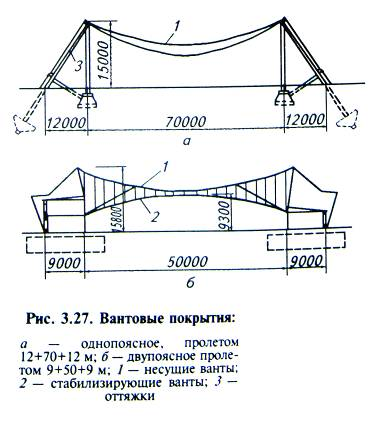 1
3
15000
12000
70000
12000
а
1
2
15800
9300
9000
50000
9000
б
Рис. 3.27. Вантовые покрытия:
а — однопоясное, пролетом
12+70+12 м; б — двупоясное проле-
том 9+50+9 м; 1 — несущие ванты;
2 — стабилизирующие ванты; 3 —
оттяжки